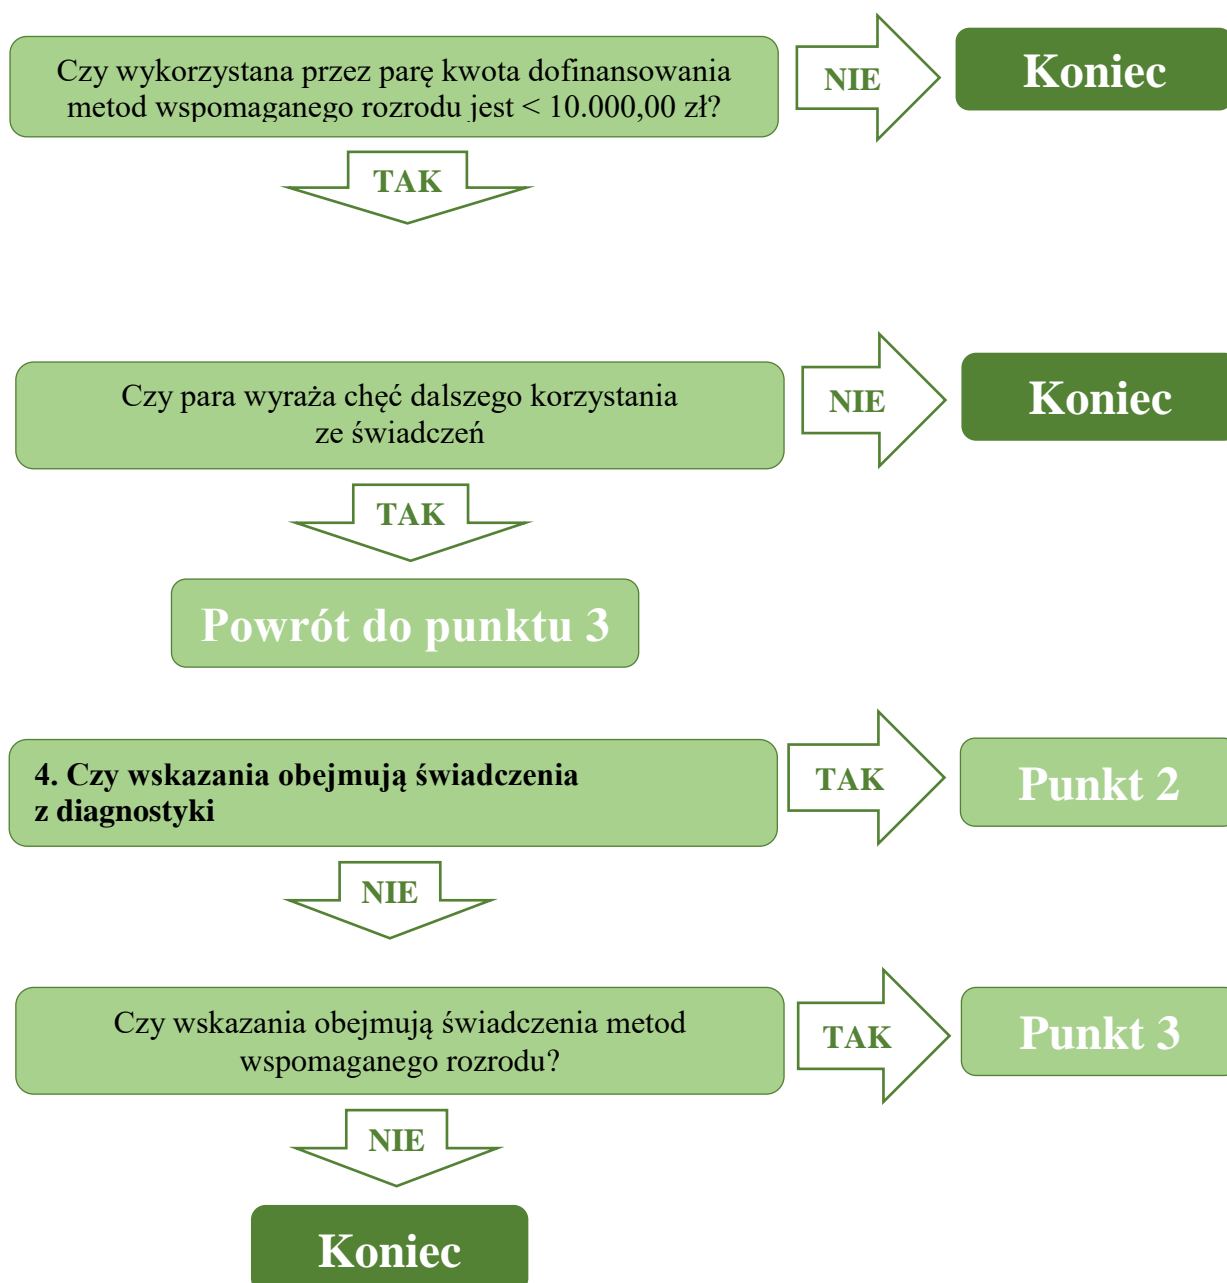 Czy wykorzystana przez parę kwota dofinansowania
metod wspomaganego rozrodu jest < 10.000,00 zł?
NIE
Koniec
TAK
Czy para wyraża chęć dalszego korzystania
ze świadczeń
NIE
Koniec
TAK
Powrót do punktu 3
4. Czy wskazania obejmują świadczenia
z diagnostyki
TAK
Punkt 2
NIE
Czy wskazania obejmują świadczenia metod
wspomaganego rozrodu?
TAK
Punkt 3
NIE
Koniec